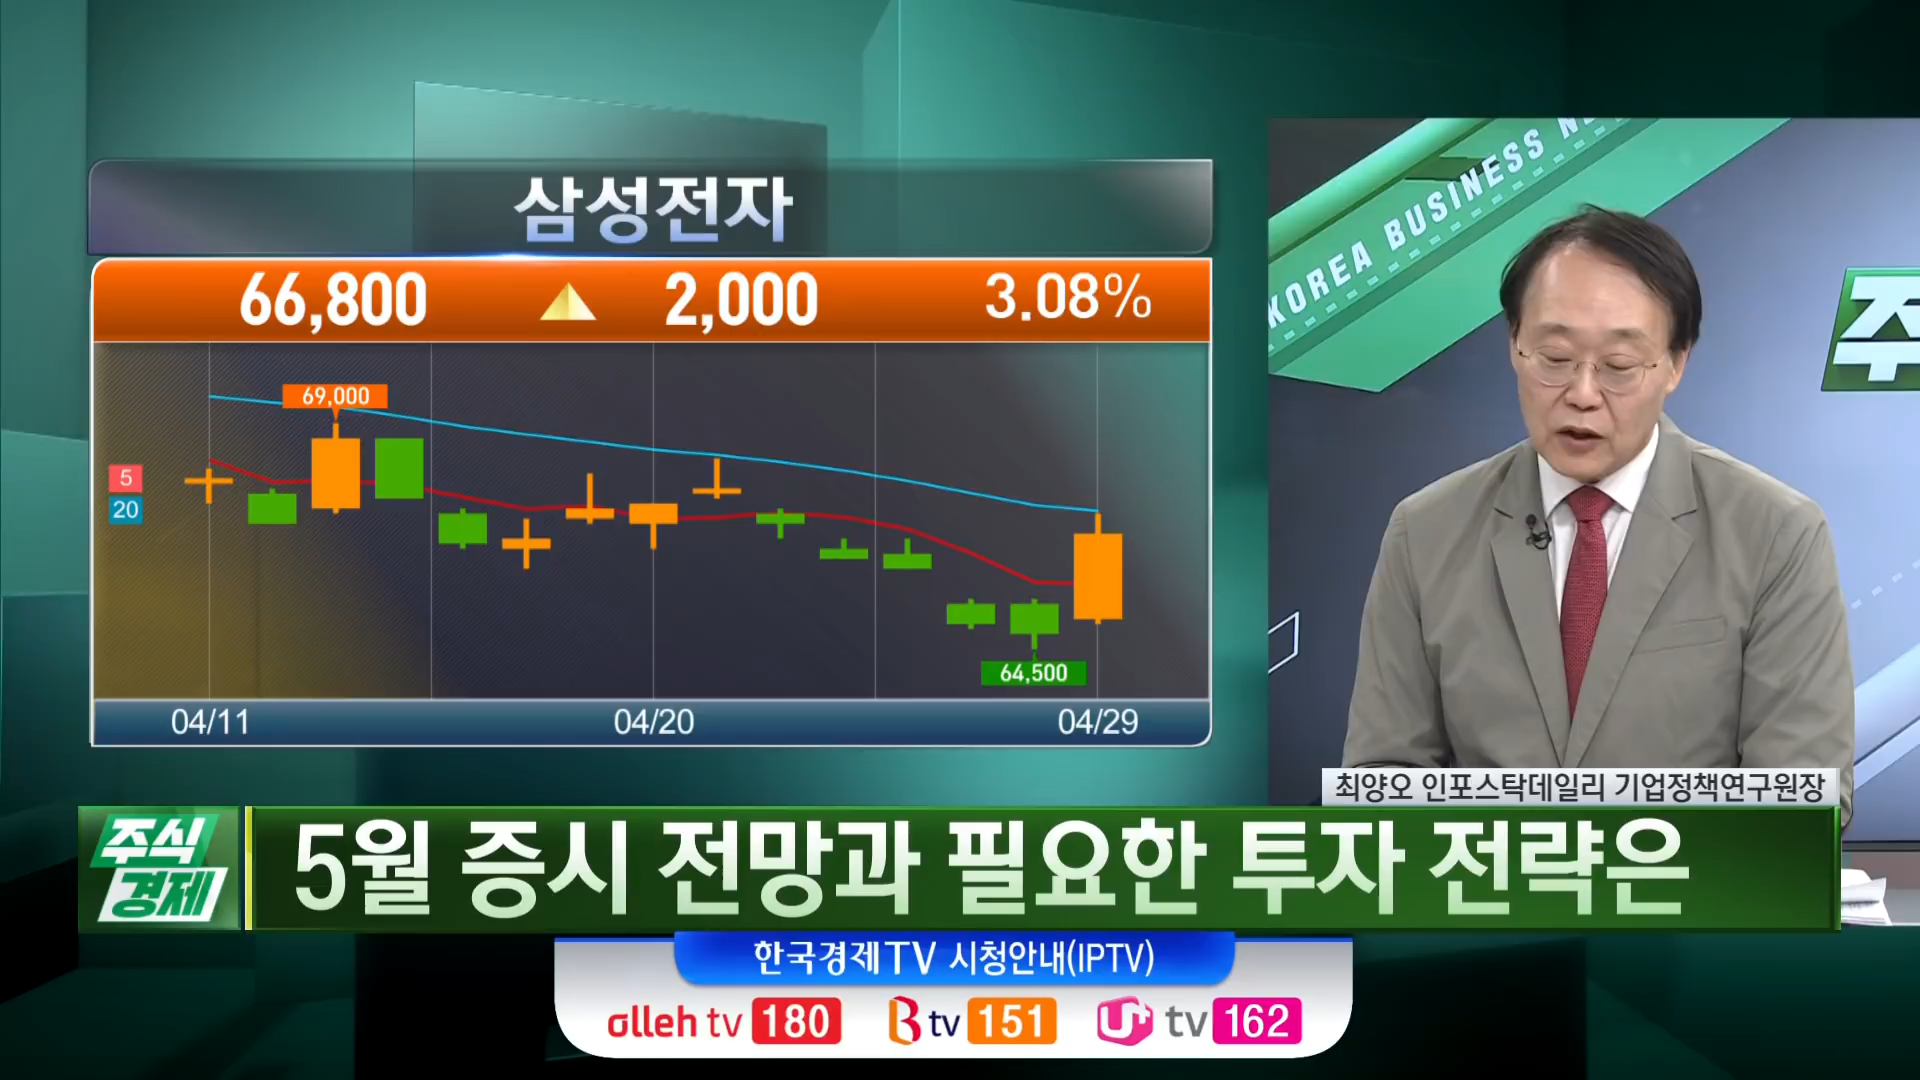 삼성전자
66,800 ▲ 2,000 3.08%
69,000
5
20
64,500
04/11 04/20 04/29
KOREA BUSINESS
최양오 인포스탁데일리 기업정책연구원장
주식
경제
5월 증시 전망과 필요한 투자 전략은
한국경제TV 시청안내(IPTV)
olleh tv 180 B tv 151 U+ tv 162